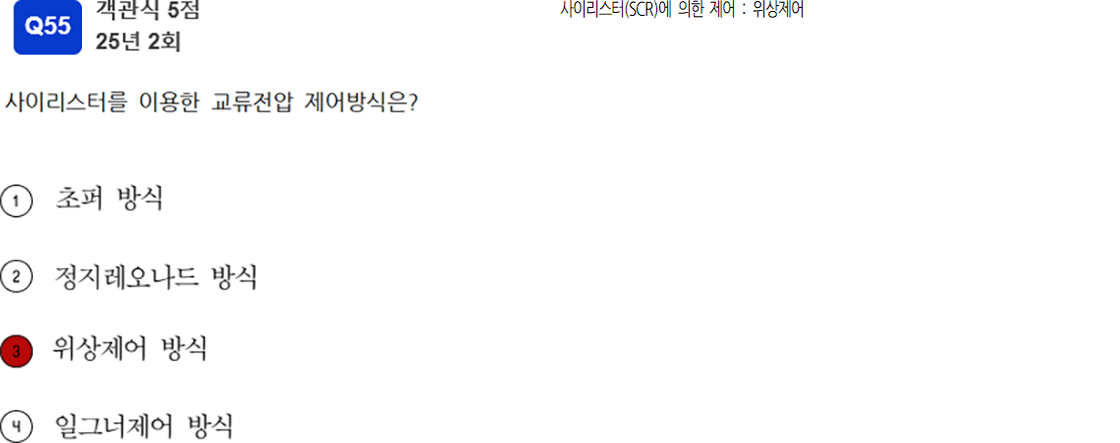 Q55
객관식 5점
25년 2회
사이리스터(SCR)에 의한 제어 : 위상제어
사이리스터를 이용한 교류전압 제어방식은?
1 초퍼 방식
2 정지레오나드 방식
3 위상제어 방식
4 일그너제어 방식